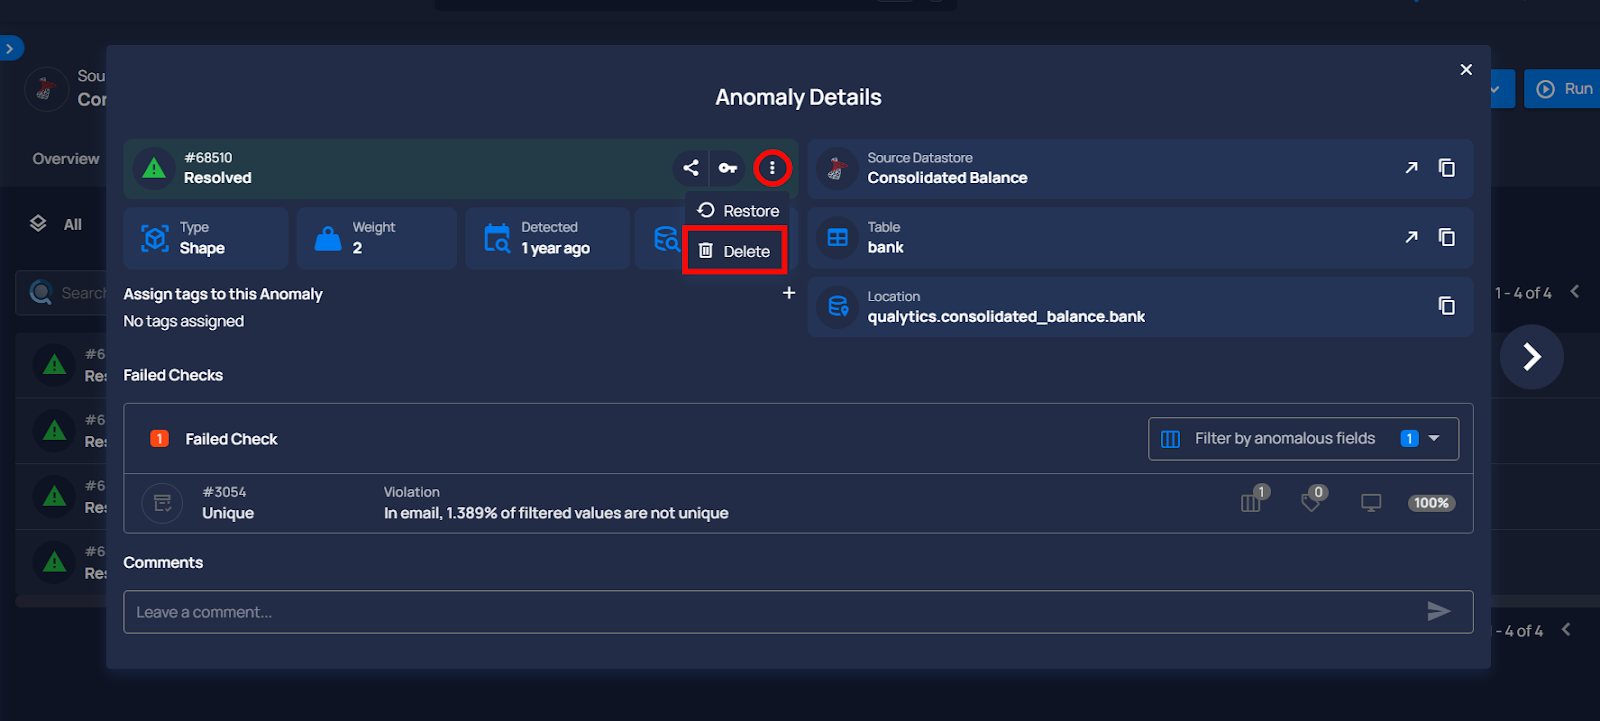 Anomaly Details
Sou
Cor
Run
Overview
#68510
Resolved
Restore
Delete
Source Datastore
Consolidated Balance
Type
Shape
Weight
2
Detected
1 year ago
Table
bank
All
Search
Assign tags to this Anomaly
No tags assigned
Location
qualytics.consolidated_balance.bank
1 - 4 of 4
#6
Res
#6
Res
#6
Res
#6
Res
Failed Checks
1 Failed Check
Filter by anomalous fields 1
#3054
Unique
Violation
In email, 1.389% of filtered values are not unique
1
0
100%
Comments
Leave a comment...
- 4 of 4